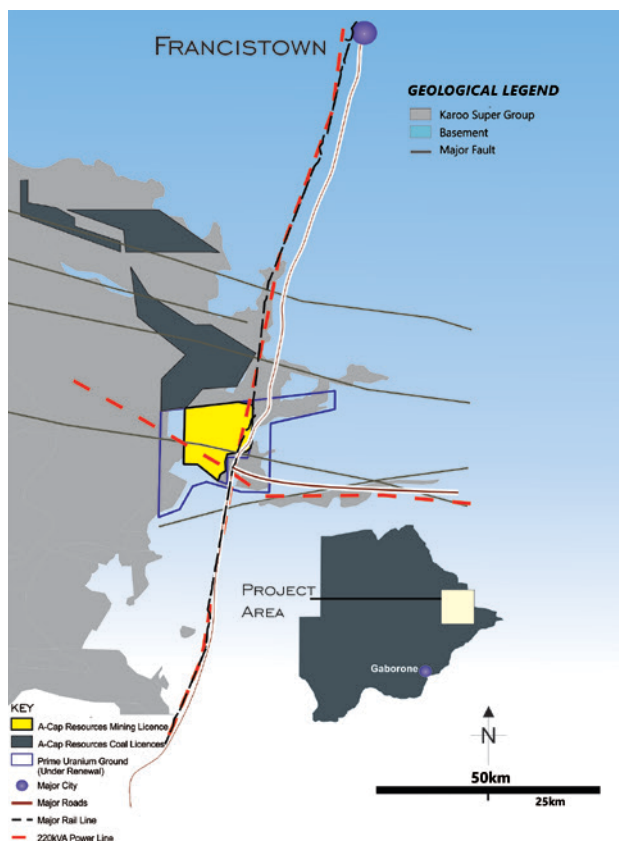 FRANCISTOWN
GEOLOGICAL LEGEND
Karoo Super Group
Basement
Major Fault
PROJECT
AREA
Gaborone
KEY
A-Cap Resources Mining Licence
A-Cap Resources Coal Licences
Prime Uranium Ground
(Under Renewal)
Major City
Major Roads
Major Rail Line
220kVA Power Line
N
50km
25km